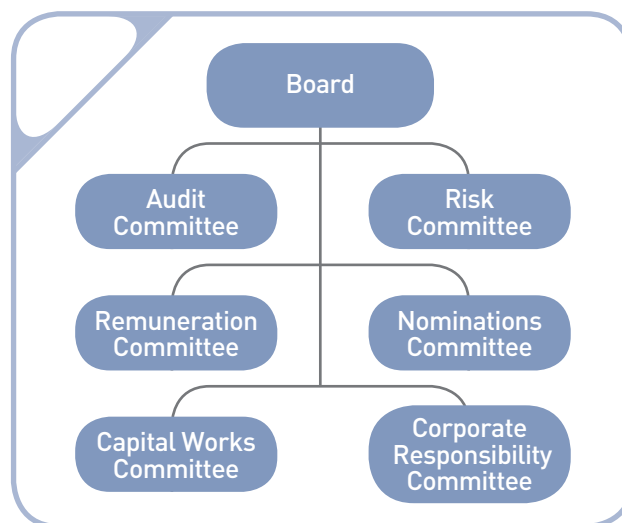 Board
Audit
Committee
Risk
Committee
Remuneration
Committee
Nominations
Committee
Capital Works
Committee
Corporate
Responsibility
Committee